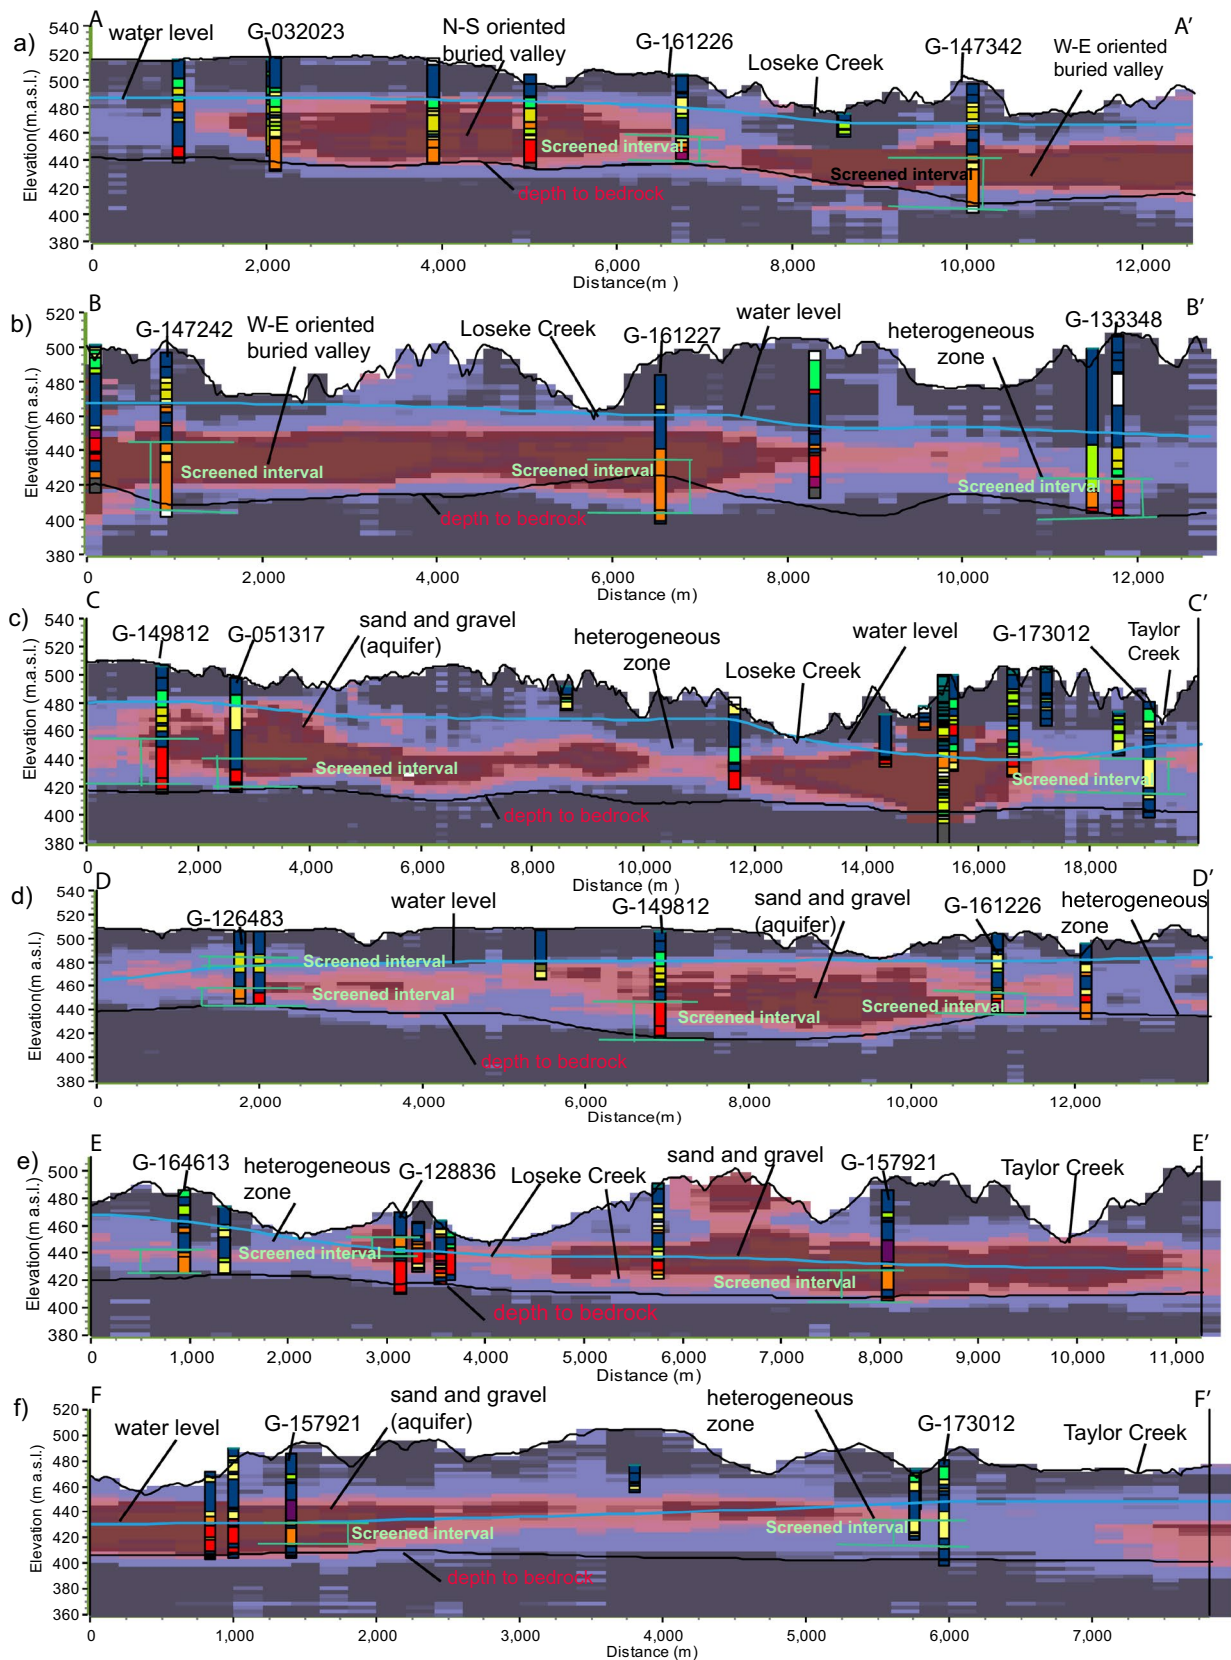 a)
A
A′
540
520
500
480
460
440
420
400
380
Elevation(m.a.s.l.)
water level
G-032023
N-S oriented
buried valley
G-161226
Loseke Creek
G-147342
W-E oriented
buried valley
Screened interval
Screened interval
depth to bedrock
0
2,000
4,000
6,000
8,000
10,000
12,000
Distance(m )
b)
B
B′
520
500
480
460
440
420
400
380
Elevation(m a.s.l.)
G-147242
W-E oriented
buried valley
Loseke Creek
G-161227
water level
heterogeneous
zone
G-133348
Screened interval
Screened interval
Screened interval
depth to bedrock
0
2,000
4,000
6,000
8,000
10,000
12,000
Distance (m)
c)
C
C′
540
520
500
480
460
440
420
400
380
Elevation (m.a.s.l.)
G-149812
G-051317
sand and gravel
(aquifer)
heterogeneous
zone
Loseke Creek
water level
G-173012
Taylor
Creek
Screened interval
Screened interval
depth to bedrock
2,000
4,000
6,000
8,000
10,000
12,000
14,000
16,000
18,000
0
Distance (m )
d)
D
D′
540
520
500
480
460
440
420
400
380
Elevation(m a.s.l.)
G-126483
water level
G-149812
sand and gravel
(aquifer)
G-161226
heterogeneous
zone
Screened interval
Screened interval
Screened interval
Screened interval
depth to bedrock
0
2,000
4,000
6,000
8,000
10,000
12,000
Distance(m)
e)
E
E′
500
480
460
440
420
400
380
Elevation (m a.s.l.)
G-164613
heterogeneous
zone
G-128836
Loseke Creek
sand and gravel
G-157921
Taylor Creek
Screened interval
Screened interval
depth to bedrock
0
1,000
2,000
3,000
4,000
5,000
6,000
7,000
8,000
9,000
10,000
11,000
Distance (m)
f)
F
F′
520
500
480
460
440
420
400
380
360
Elevation (m a.s.l.)
water level
G-157921
sand and gravel
(aquifer)
heterogeneous
zone
G-173012
Taylor Creek
Screened interval
Screened interval
depth to bedrock
0
1,000
2,000
3,000
4,000
5,000
6,000
7,000
Distance (m)